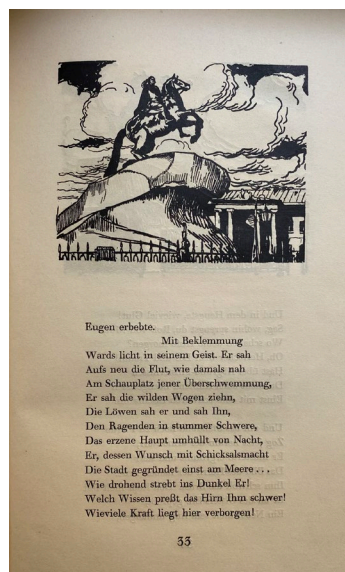 Eugen erbebte.
Mit Beklemmung
Wards licht in seinem Geist. Er sah
Aufs neu die Flut, wie damals nah
Am Schauplatz jener Überschwemmung,
Er sah die wilden Wogen ziehn,
Die Löwen sah er und sah Ihn,
Den Ragenden in stummer Schwere,
Das erzene Haupt umhüllt von Nacht,
Er, dessen Wunsch mit Schicksalsmacht
Die Stadt gegründet einst am Meere...
Wie drohend strebt ins Dunkel Er!
Welch Wissen preßt das Hirn Ihm schwer!
Wieviele Kraft liegt hier verborgen!
33